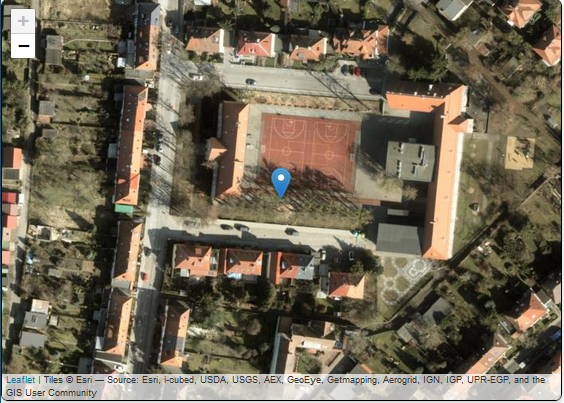 +
−
Leaflet | Tiles © Esri — Source: Esri, i-cubed, USDA, USGS, AEX, GeoEye, Getmapping, Aerogrid, IGN, IGP, UPR-EGP, and the
GIS User Community